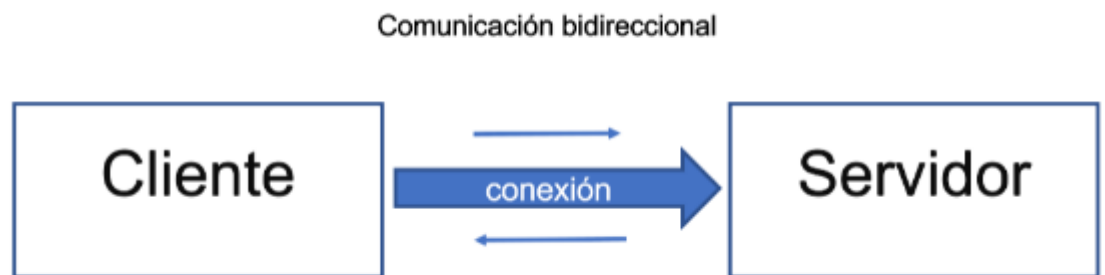 Comunicación bidireccional
Cliente
conexión
Servidor